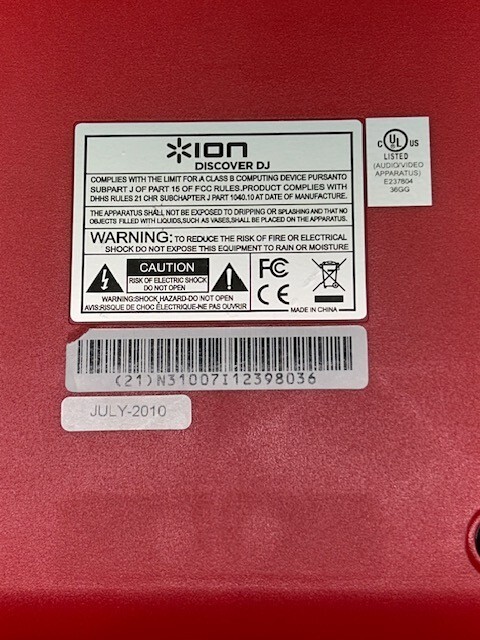 ION
DISCOVER DJ
COMPLIES WITH THE LIMIT FOR A CLASS B COMPUTING DEVICE PURSANTO
SUBPART J OF PART 15 OF FCC RULES.PRODUCT COMPLIES WITH
DHHS RULES 21 CHR SUBCHAPTER J PART 1040.10 AT DATE OF MANUFACTURE.
THE APPARATUS SHALL NOT BE EXPOSED TO DRIPPING OR SPLASHING AND THAT NO
OBJECTS FILLED WITH LIQUIDS,SUCH AS VASES,SHALL BE PLACED ON THE APPARATUS.
WARNING: TO REDUCE THE RISK OF FIRE OR ELECTRICAL
SHOCK DO NOT EXPOSE THIS EQUIPMENT TO RAIN OR MOISTURE
CAUTION
RISK OF ELECTRIC SHOCK
DO NOT OPEN
WARNING:SHOCK HAZARD-DO NOT OPEN
AVIS:RISQUE DE CHOC ÉLECTRIQUE-NE PAS OUVRIR
FC
CE
MADE IN CHINA
C UL US
LISTED
(AUDIO/VIDEO
APPARATUS)
E237804
36GG
(21)N31007I12398036
JULY-2010